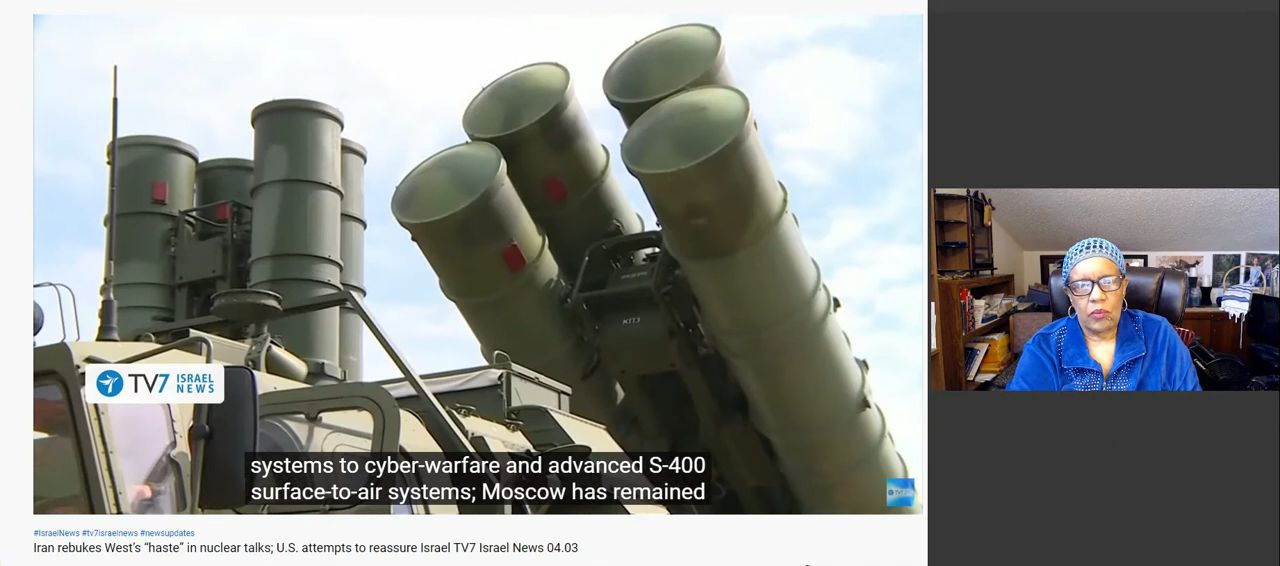 TV7 ISRAEL NEWS
systems to cyber-warfare and advanced S-400
surface-to-air systems; Moscow has remained
#IsraelNews #tv7israelnews #newsupdates
Iran rebukes West's “haste” in nuclear talks; U.S. attempts to reassure Israel TV7 Israel News 04.03